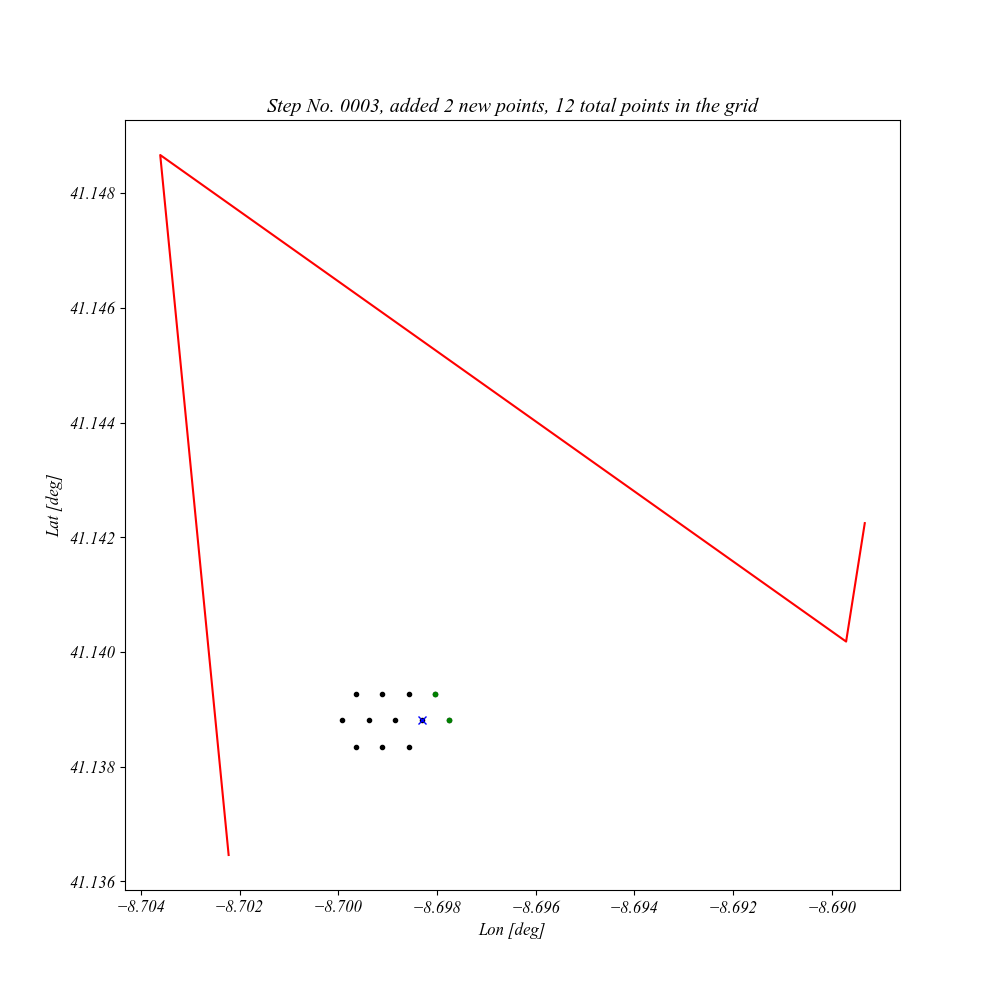 Step No. 0003, added 2 new points, 12 total points in the grid
41.148
41.146
41.144
41.142
41.140
41.138
41.136
Lat [deg]
−8.704 −8.702 −8.700 −8.698 −8.696 −8.694 −8.692 −8.690
Lon [deg]